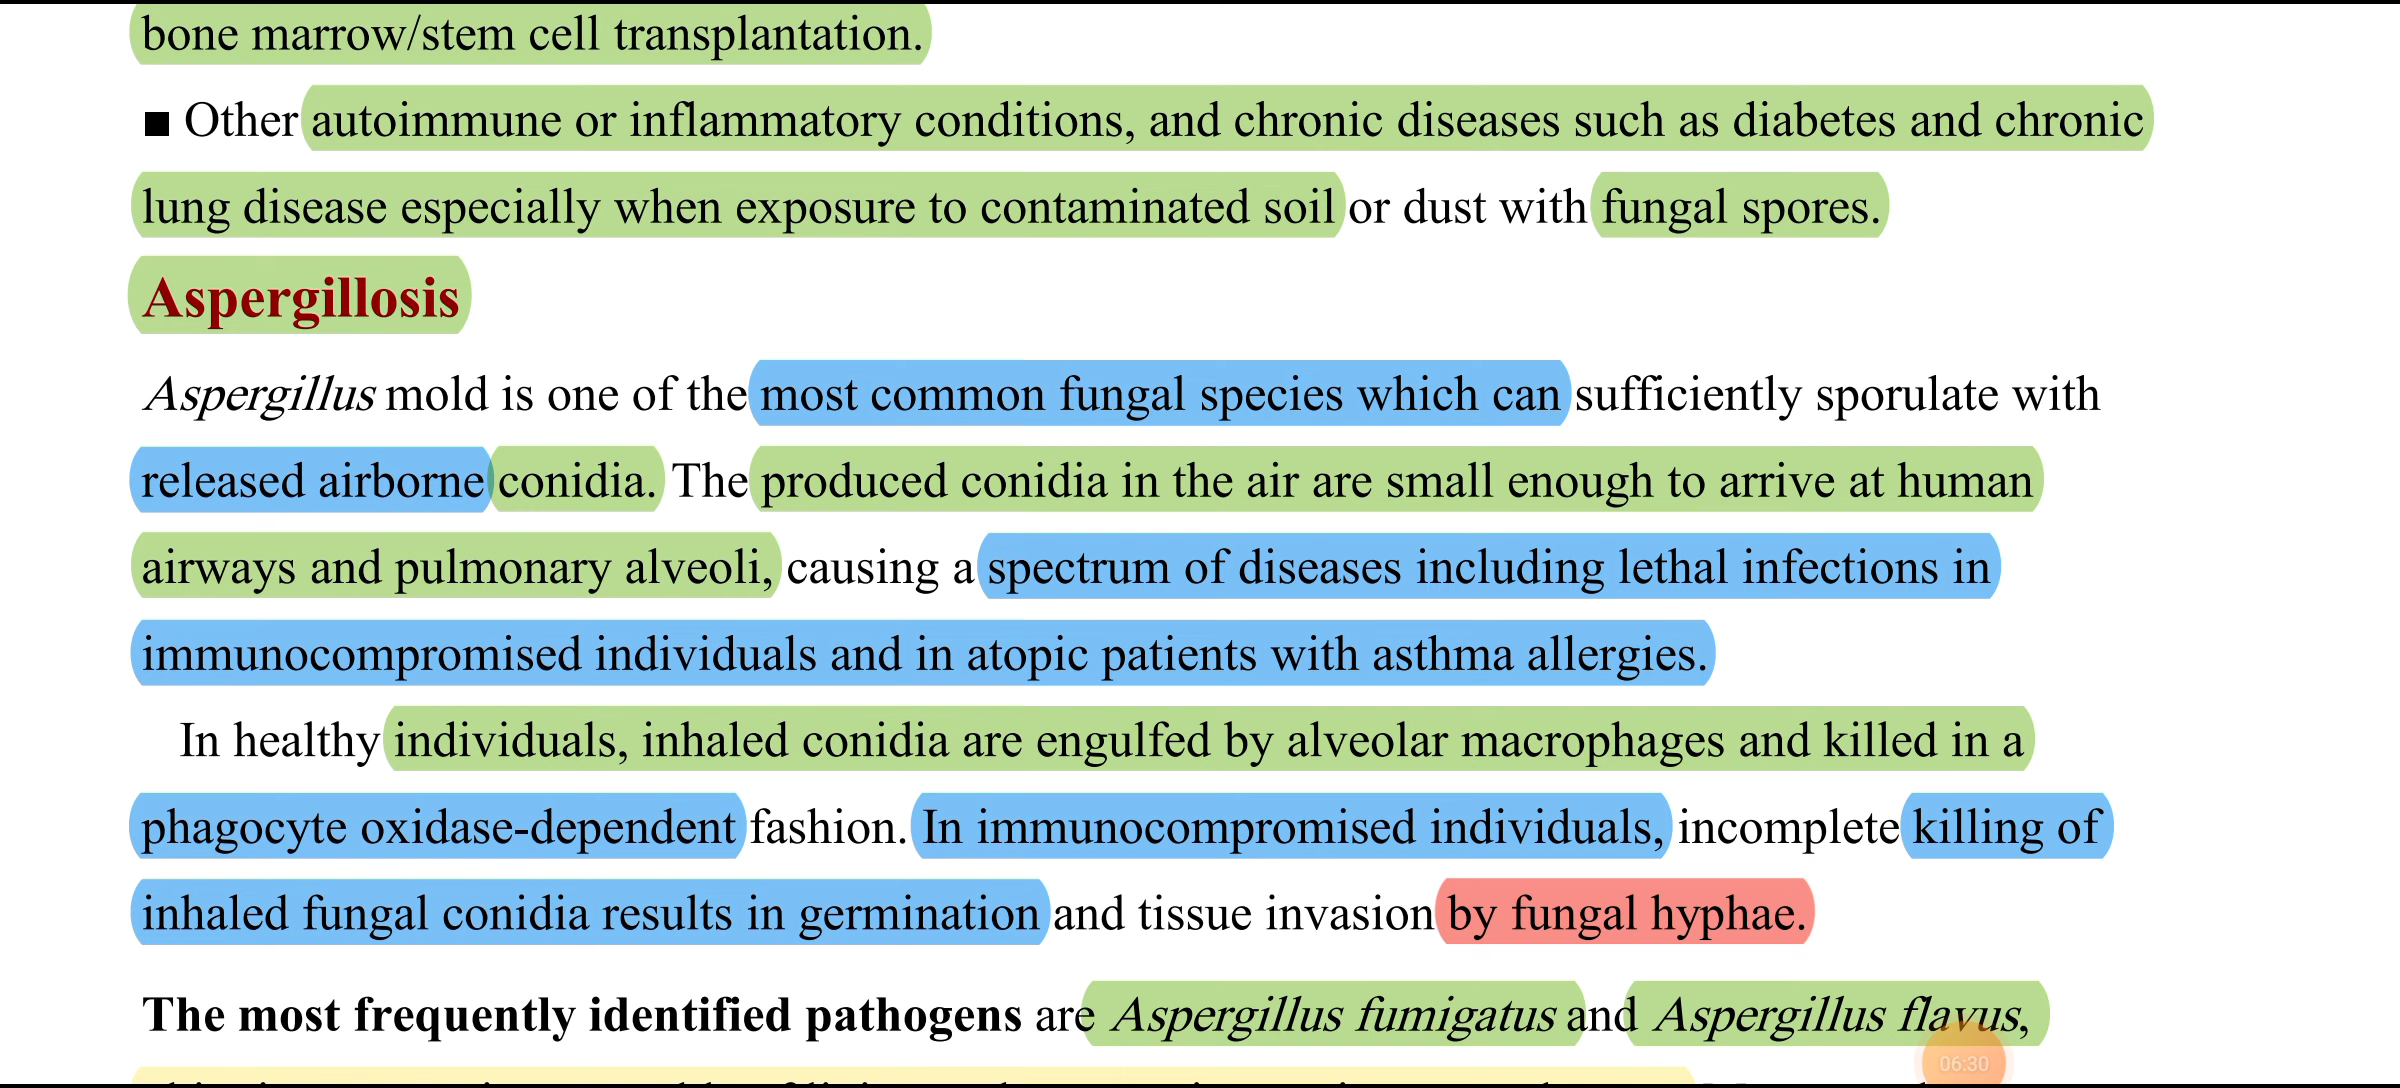 bone marrow/stem cell transplantation.
■ Other autoimmune or inflammatory conditions, and chronic diseases such as diabetes and chronic
lung disease especially when exposure to contaminated soil or dust with fungal spores.
Aspergillosis
Aspergillus mold is one of the most common fungal species which can sufficiently sporulate with
released airborne conidia. The produced conidia in the air are small enough to arrive at human
airways and pulmonary alveoli, causing a spectrum of diseases including lethal infections in
immunocompromised individuals and in atopic patients with asthma allergies.
In healthy individuals, inhaled conidia are engulfed by alveolar macrophages and killed in a
phagocyte oxidase-dependent fashion. In immunocompromised individuals, incomplete killing of
inhaled fungal conidia results in germination and tissue invasion by fungal hyphae.
The most frequently identified pathogens are Aspergillus fumigatus and Aspergillus flavus,
06:30